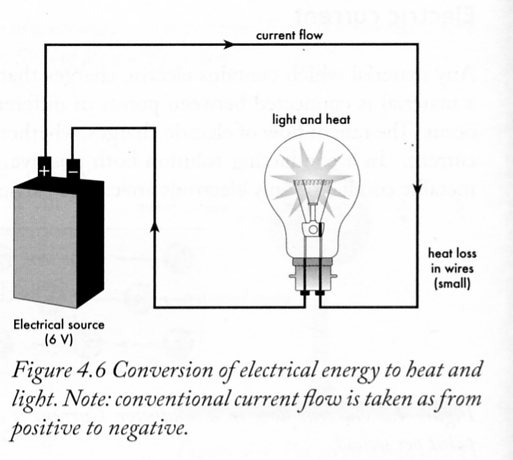 current flow
light and heat
+
–
heat loss
in wires
(small)
Electrical source
(6 V)
Figure 4.6 Conversion of electrical energy to heat and
light. Note: conventional current flow is taken as from
positive to negative.